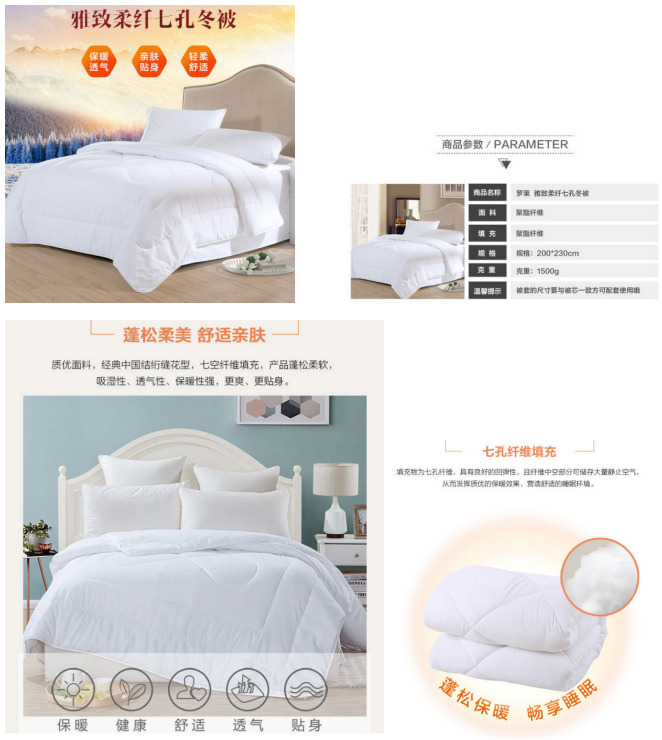 雅致柔纤七孔冬被
保暖
透气
亲肤
贴身
轻柔
舒适
商品参数 / PARAMETER
商品名称 罗莱 雅致柔纤七孔冬被
面 料 聚酯纤维
填 充 聚酯纤维
规 格 规格：200*230cm
克 重 克重：1500g
温馨提示 被套的尺寸要与被芯一致方可配套使用哦
蓬松柔美 舒适亲肤
质优面料，经典中国结绗缝花型，七空纤维填充，产品蓬松柔软，
吸湿性、透气性、保暖性强，更爽、更贴身。
保暖 健康 舒适 透气 贴身
七孔纤维填充
填充物为七孔纤维，具有良好的回弹性，且纤维中空部分可储存大量静止空气，
从而发挥质优的保暖效果，营造舒适的睡眠环境。
蓬松保暖 畅享睡眠